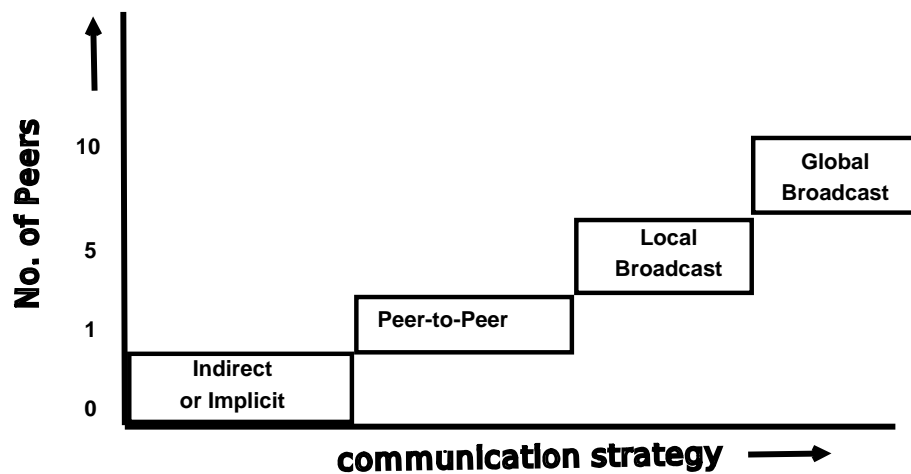 No. of Peers
10
5
1
0
Global
Broadcast
Local
Broadcast
Peer-to-Peer
Indirect
or Implicit
communication strategy